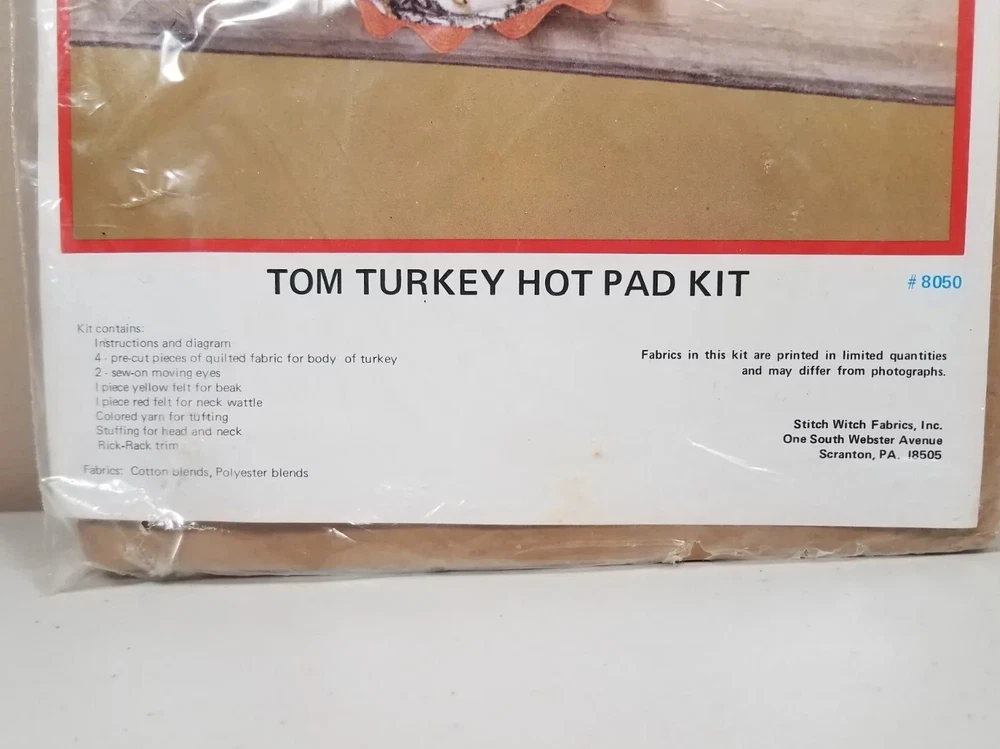 TOM TURKEY HOT PAD KIT
# 8050
Kit contains:
Instructions and diagram
4 - pre-cut pieces of quilted fabric for body of turkey
2 - sew-on moving eyes
1 piece yellow felt for beak
1 piece red felt for neck wattle
Colored yarn for tufting
Stuffing for head and neck
Rick-Rack trim
Fabrics: Cotton blends, Polyester blends
Fabrics in this kit are printed in limited quantities
and may differ from photographs.
Stitch Witch Fabrics, Inc.
One South Webster Avenue
Scranton, PA. 18505